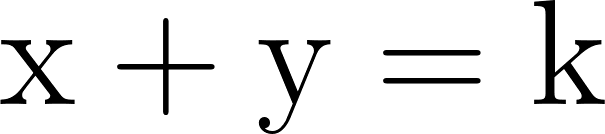 x + y = k